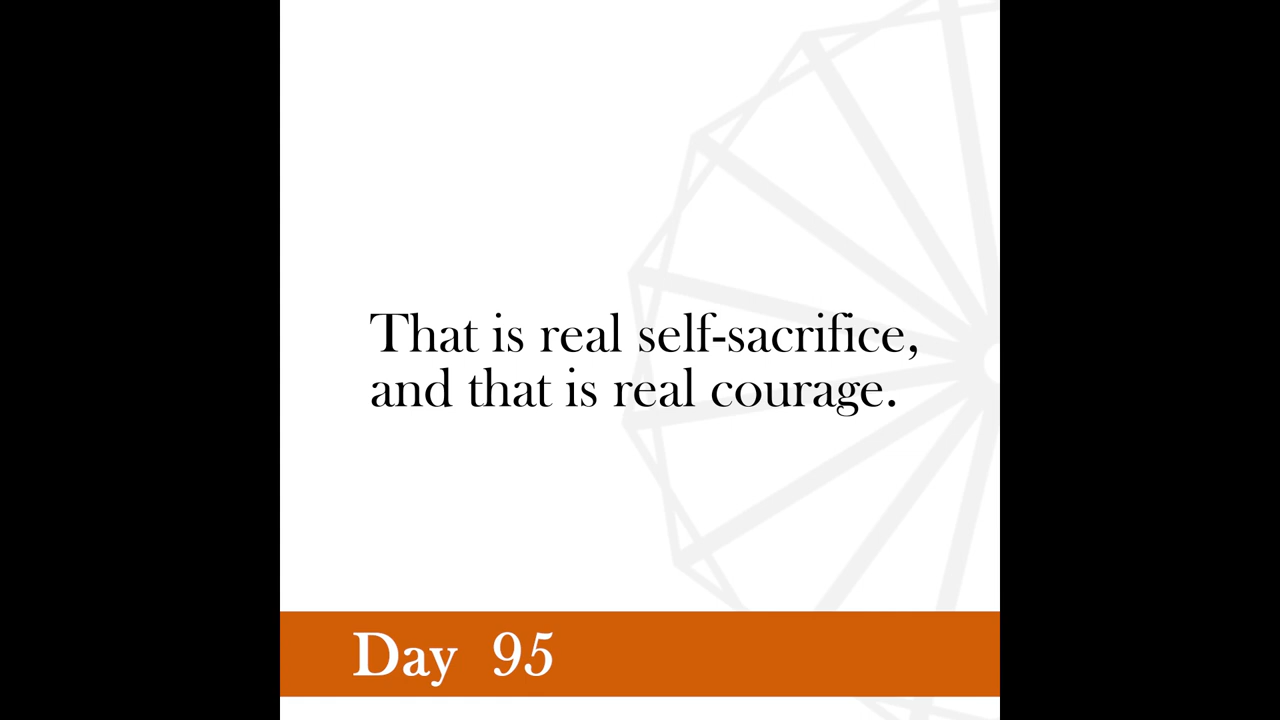 That is real self-sacrifice,
and that is real courage.
Day 95